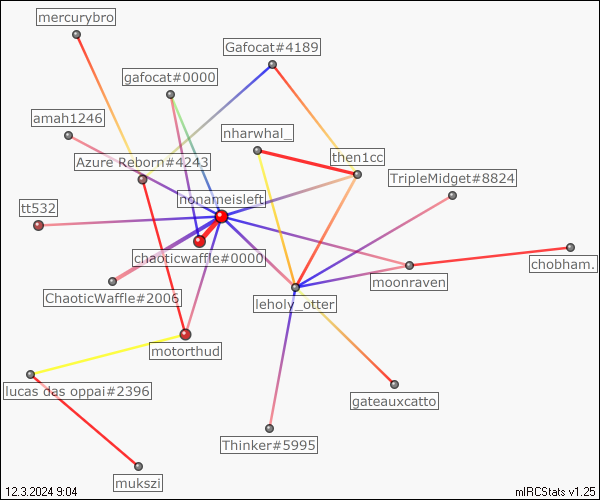 mercurybro
Gafocat#4189
gafocat#0000
amah1246
nharwhal_
then1cc
Azure Reborn#4243
TripleMidget#8824
nonameisleft
tt532
chaoticwaffle#0000
chobham.
moonraven
ChaoticWaffle#2006
leholy_otter
motorthud
lucas das oppai#2396
gateauxcatto
Thinker#5995
mukszi
12.3.2024 9:04
mIRCStats v1.25